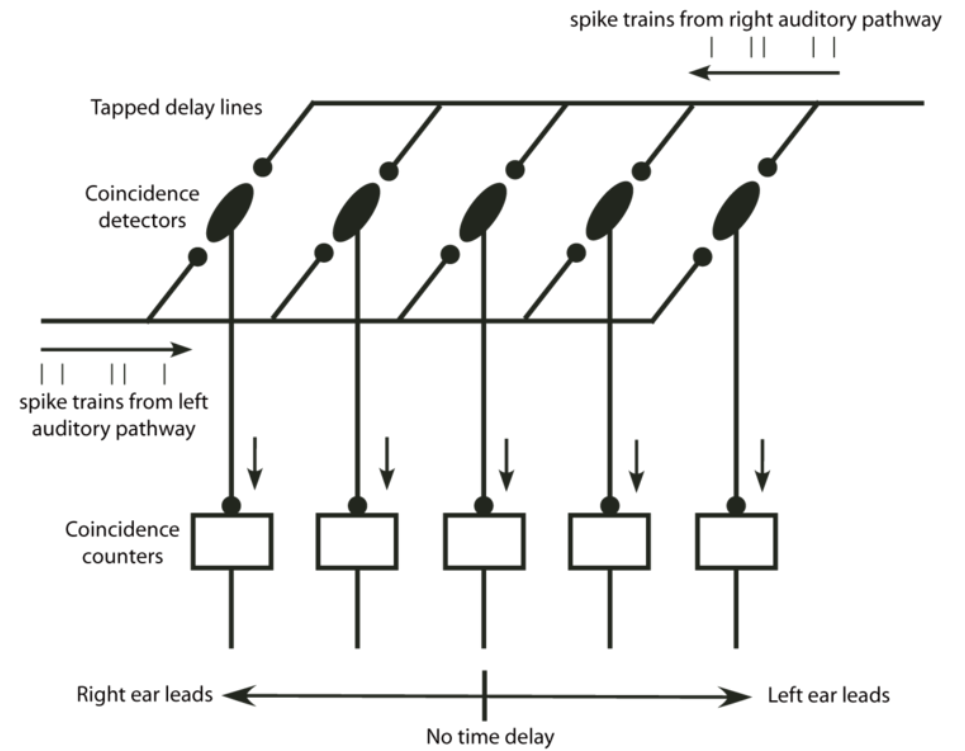 spike trains from right auditory pathway
Tapped delay lines
Coincidence
detectors
spike trains from left
auditory pathway
Coincidence
counters
Right ear leads
Left ear leads
No time delay